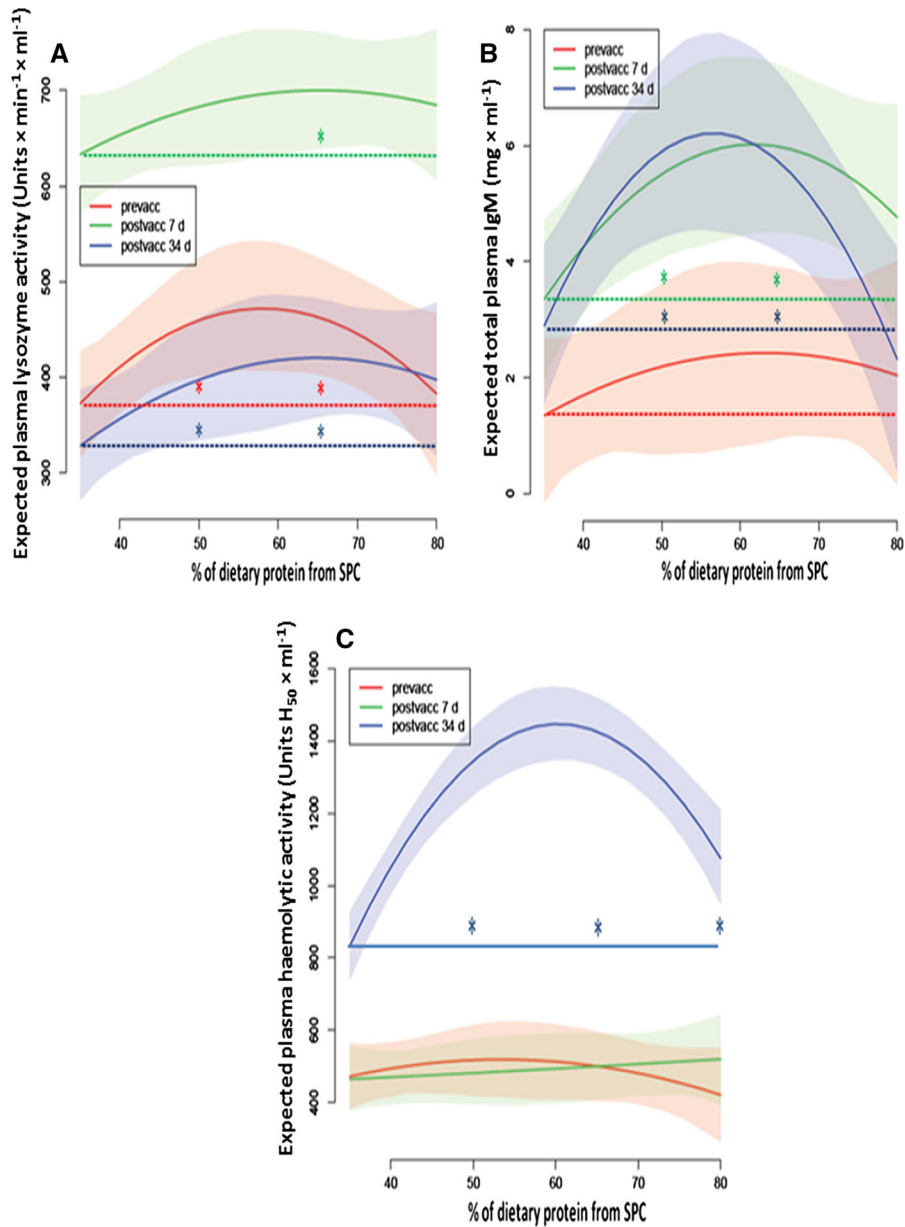 A
Expected plasma lysozyme activity (Units × min⁻¹ × ml⁻¹)
700
600
500
400
300
prevacc
postvacc 7 d
postvacc 34 d
40 50 60 70 80
% of dietary protein from SPC
B
Expected total plasma IgM (mg × ml⁻¹)
8
6
4
2
0
prevacc
postvacc 7 d
postvacc 34 d
40 50 60 70 80
% of dietary protein from SPC
C
Expected plasma haemolytic activity (Units H₅₀ × ml⁻¹)
1600
1400
1200
1000
800
600
400
prevacc
postvacc 7 d
postvacc 34 d
40 50 60 70 80
% of dietary protein from SPC